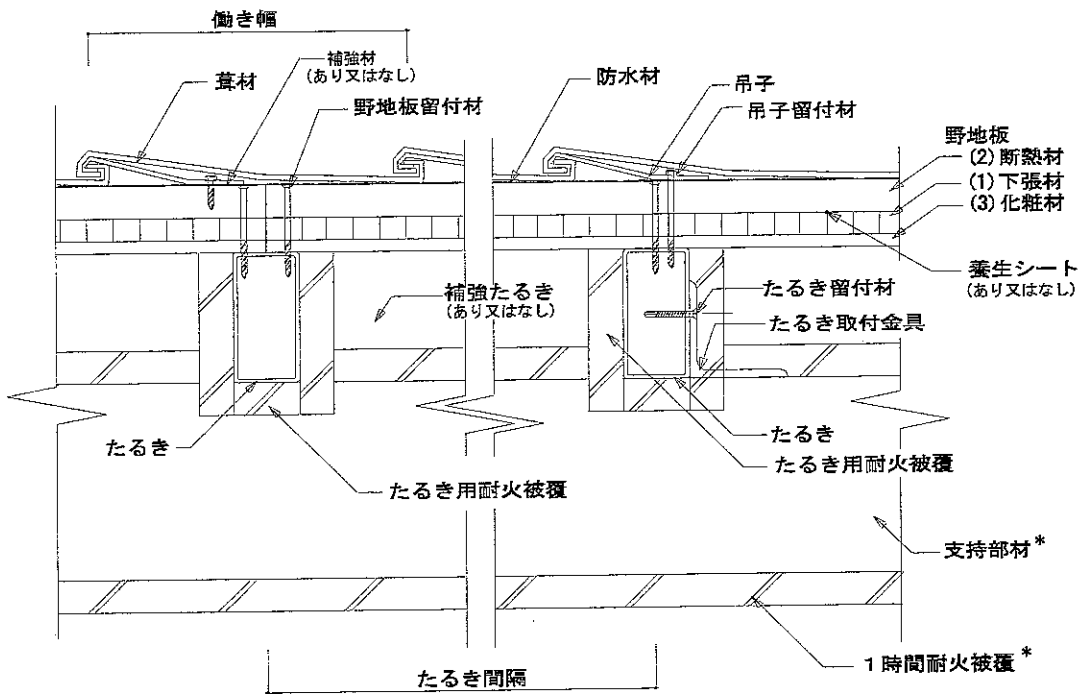 働き幅
補強材
(あり又はなし)
葺材
野地板留付材
防水材
吊子
吊子留付材
野地板
(2)断熱材
(1)下張材
(3)化粧材
養生シート
(あり又はなし)
補強たるき
(あり又はなし)
たるき留付材
たるき取付金具
たるき
たるき用耐火被覆
たるき
たるき用耐火被覆
支持部材*
1時間耐火被覆*
たるき間隔